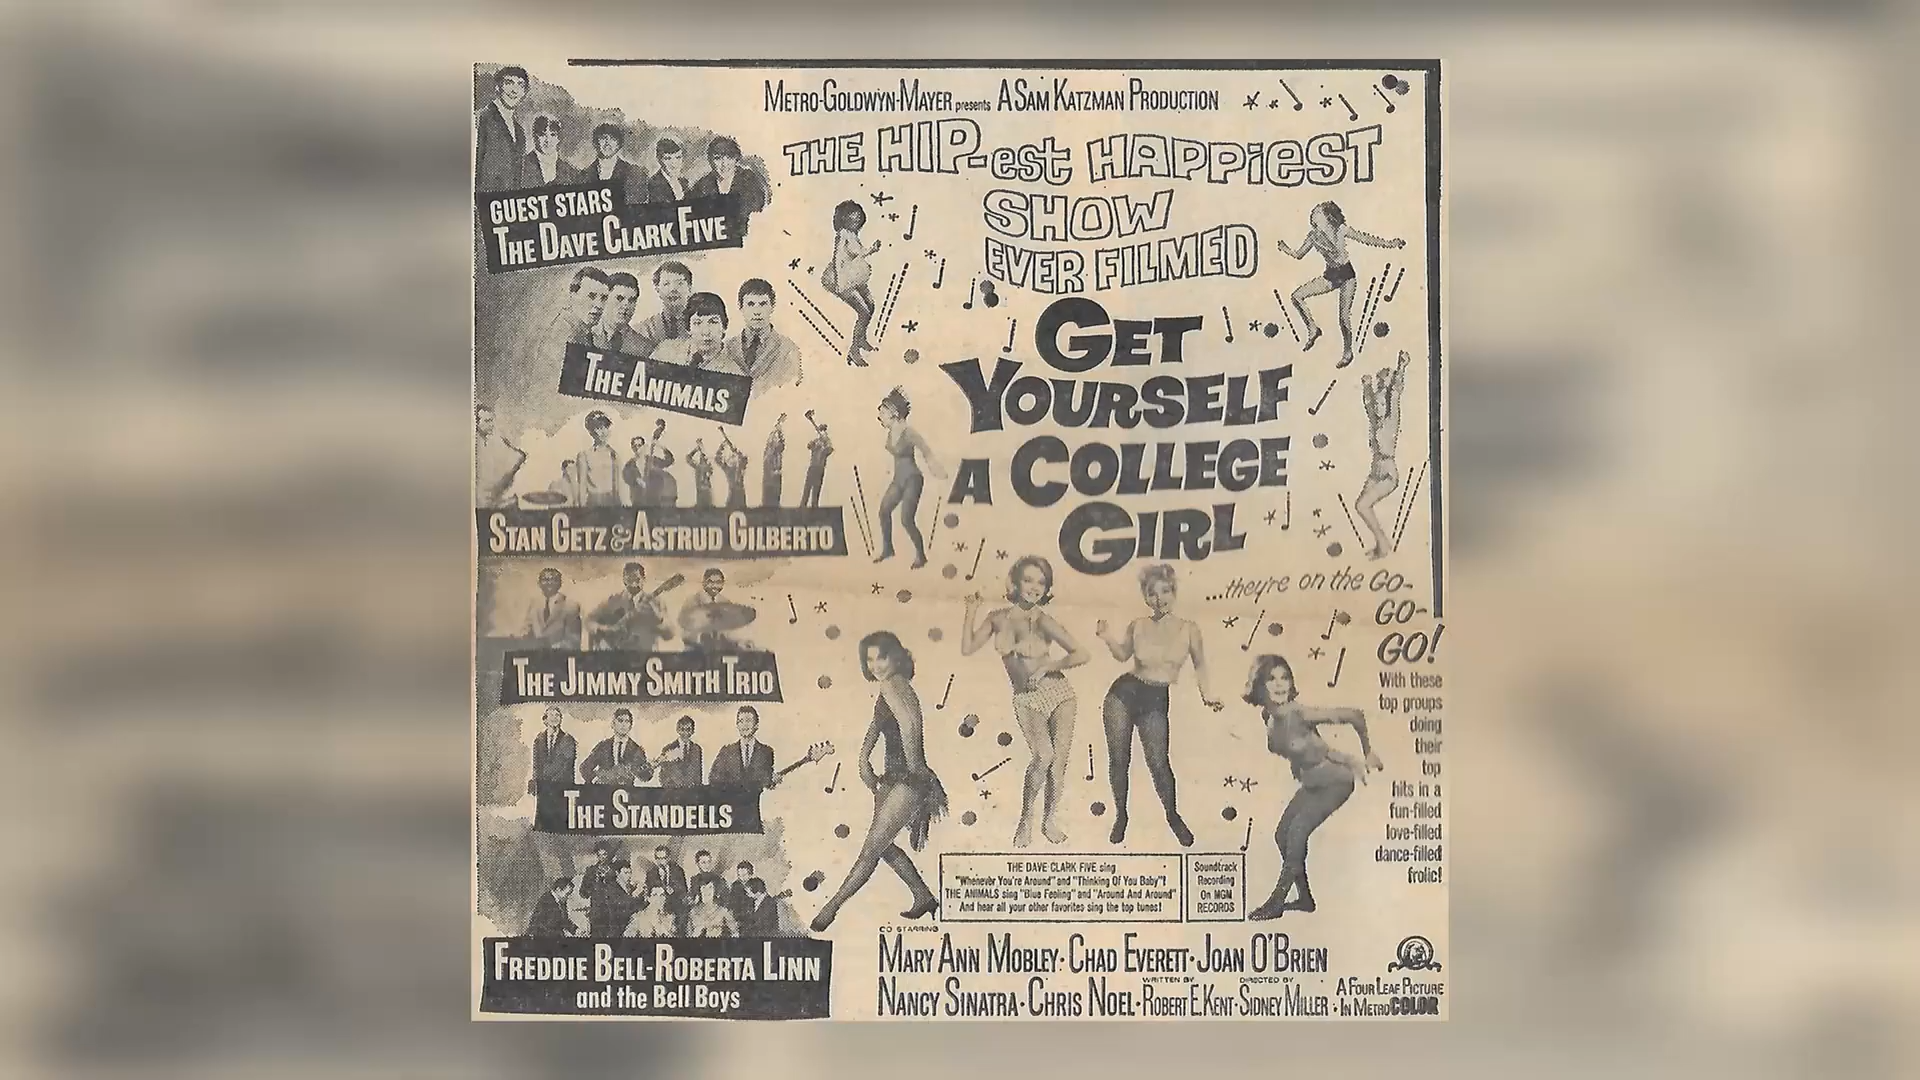 METRO-GOLDWYN-MAYER presents A SAM KATZMAN PRODUCTION
THE HIP-est HAPPiEST
SHOW
EVER FILMED
GET
YOURSELF
A COLLEGE
GIRL
...they're on the GO-
GO-
GO!
With these
top groups
doing
their
top
hits in a
fun-filled
love-filled
dance-filled
frolic!
GUEST STARS
THE DAVE CLARK FIVE
THE ANIMALS
STAN GETZ & ASTRUD GILBERTO
THE JIMMY SMITH TRIO
THE STANDELLS
FREDDIE BELL-ROBERTA LINN
and the BELL BOYS
THE DAVE CLARK FIVE sing
"Whenever You're Around" and "Thinking Of You Baby"!
THE ANIMALS sing "Blue Feeling" and "Around And Around"
And hear all your other favorites sing the top tunes!
Soundtrack
Recording
On MGM
RECORDS
CO STARRING
MARY ANN MOBLEY · CHAD EVERETT · JOAN O'BRIEN
NANCY SINATRA · CHRIS NOEL · WRITTEN BY ROBERT E. KENT · DIRECTED BY SIDNEY MILLER ·
A FOUR LEAF PICTURE
IN METROCOLOR